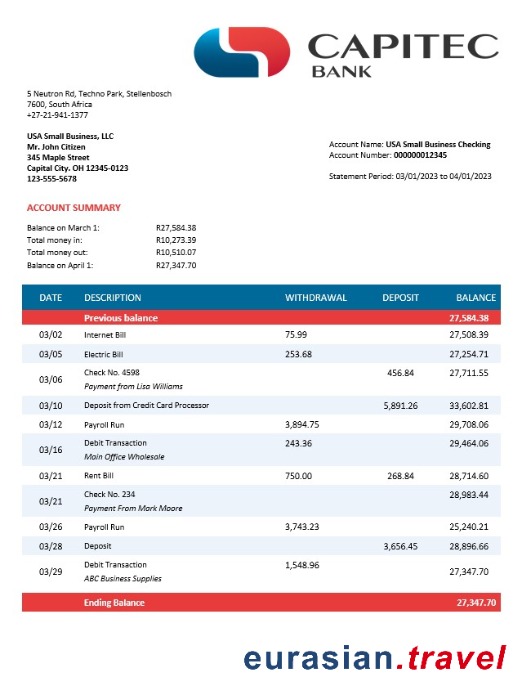 CAPITEC
BANK
5 Neutron Rd, Techno Park, Stellenbosch
7600, South Africa
+27-21-941-1377
USA Small Business, LLC
Mr. John Citizen
345 Maple Street
Capital City. OH 12345-0123
123-555-5678
Account Name: USA Small Business Checking
Account Number: 000000012345
Statement Period: 03/01/2023 to 04/01/2023
ACCOUNT SUMMARY
Balance on March 1: R27,584.38
Total money in: R10,273.39
Total money out: R10,510.07
Balance on April 1: R27,347.70
DATE DESCRIPTION WITHDRAWAL DEPOSIT BALANCE
Previous balance 27,584.38
03/02 Internet Bill 75.99 27,508.39
03/05 Electric Bill 253.68 27,254.71
03/06 Check No. 4598 456.84 27,711.55
Payment from Lisa Williams
03/10 Deposit from Credit Card Processor 5,891.26 33,602.81
03/12 Payroll Run 3,894.75 29,708.06
03/16 Debit Transaction 243.36 29,464.06
Main Office Wholesale
03/21 Rent Bill 750.00 268.84 28,714.60
03/21 Check No. 234 28,983.44
Payment From Mark Moore
03/26 Payroll Run 3,743.23 25,240.21
03/28 Deposit 3,656.45 28,896.66
03/29 Debit Transaction 1,548.96 27,347.70
ABC Business Supplies
Ending Balance 27,347.70
eurasian.travel